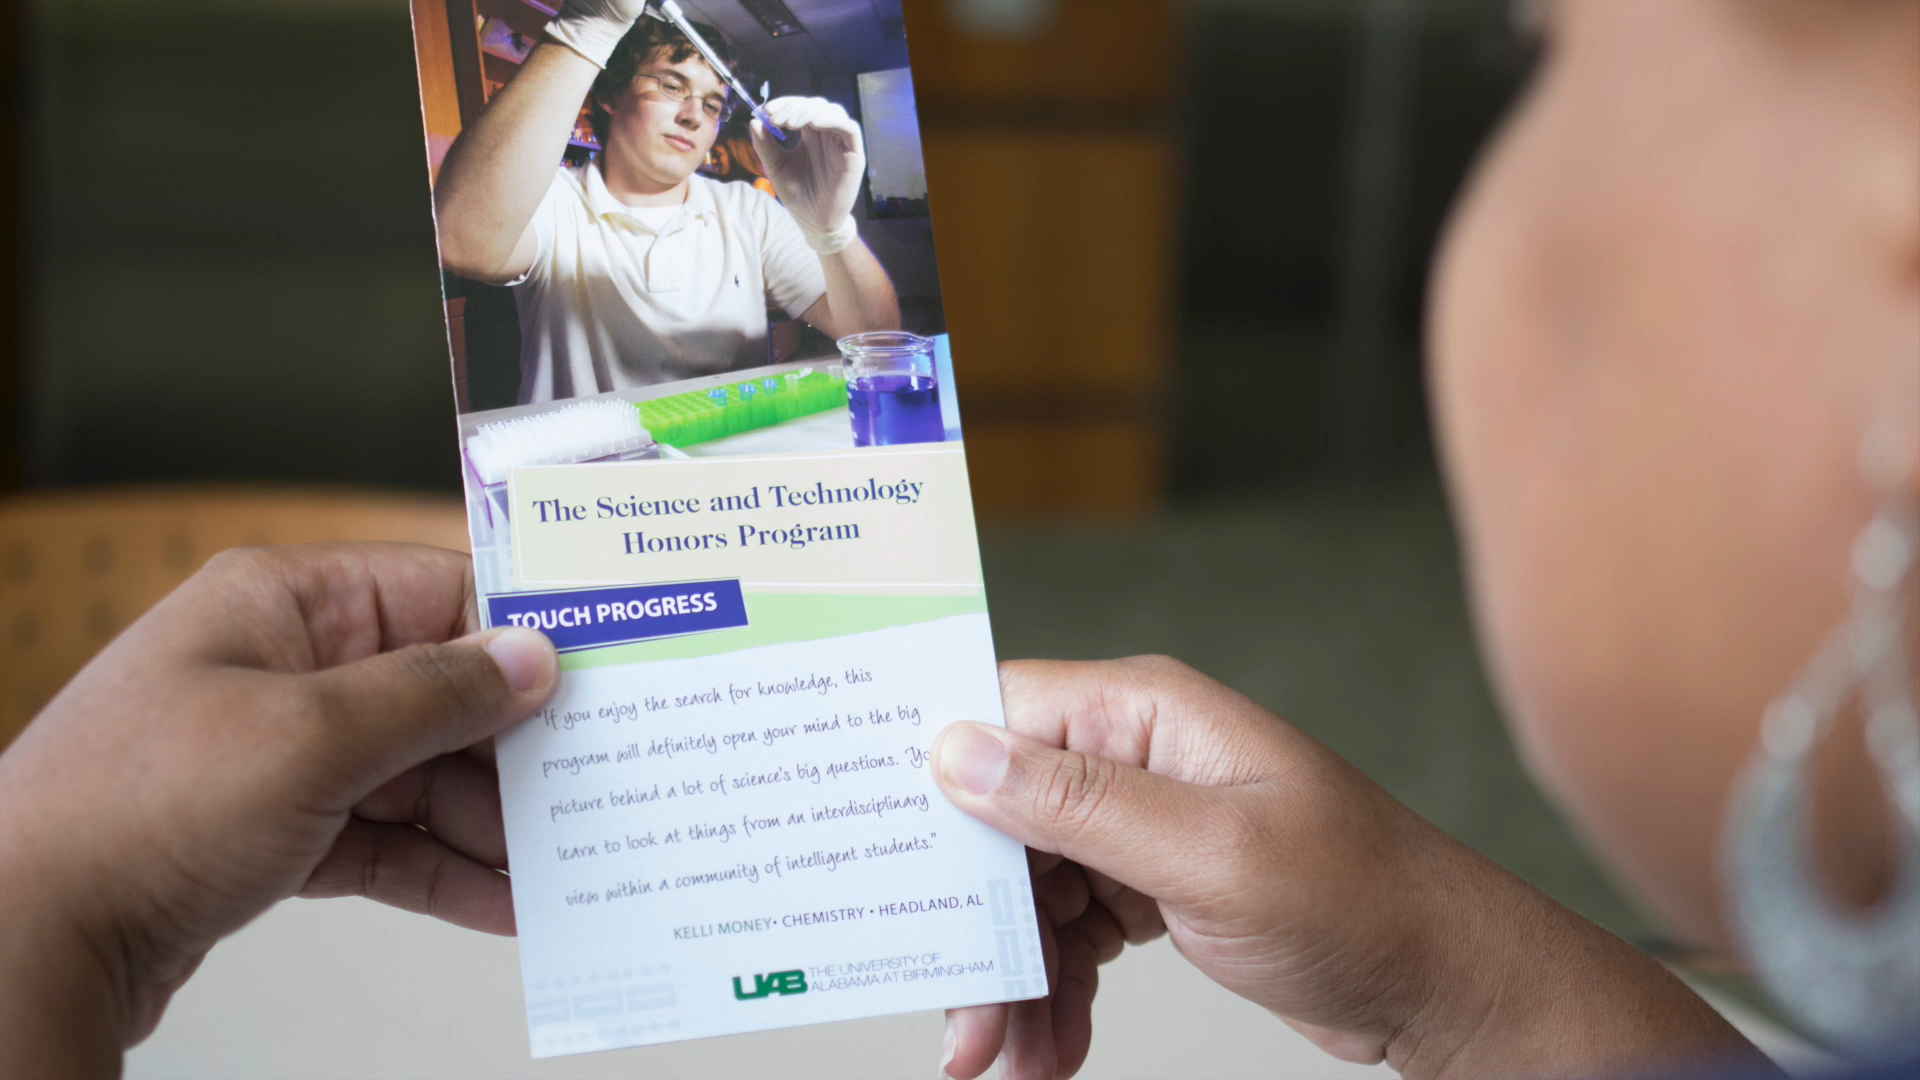 The Science and Technology
Honors Program
TOUCH PROGRESS
"If you enjoy the search for knowledge, this
program will definitely open your mind to the big
picture behind a lot of science's big questions. Yo
learn to look at things from an interdisciplinary
view within a community of intelligent students."
KELLI MONEY• CHEMISTRY • HEADLAND, AL
UAB THE UNIVERSITY OF
ALABAMA AT BIRMINGHAM